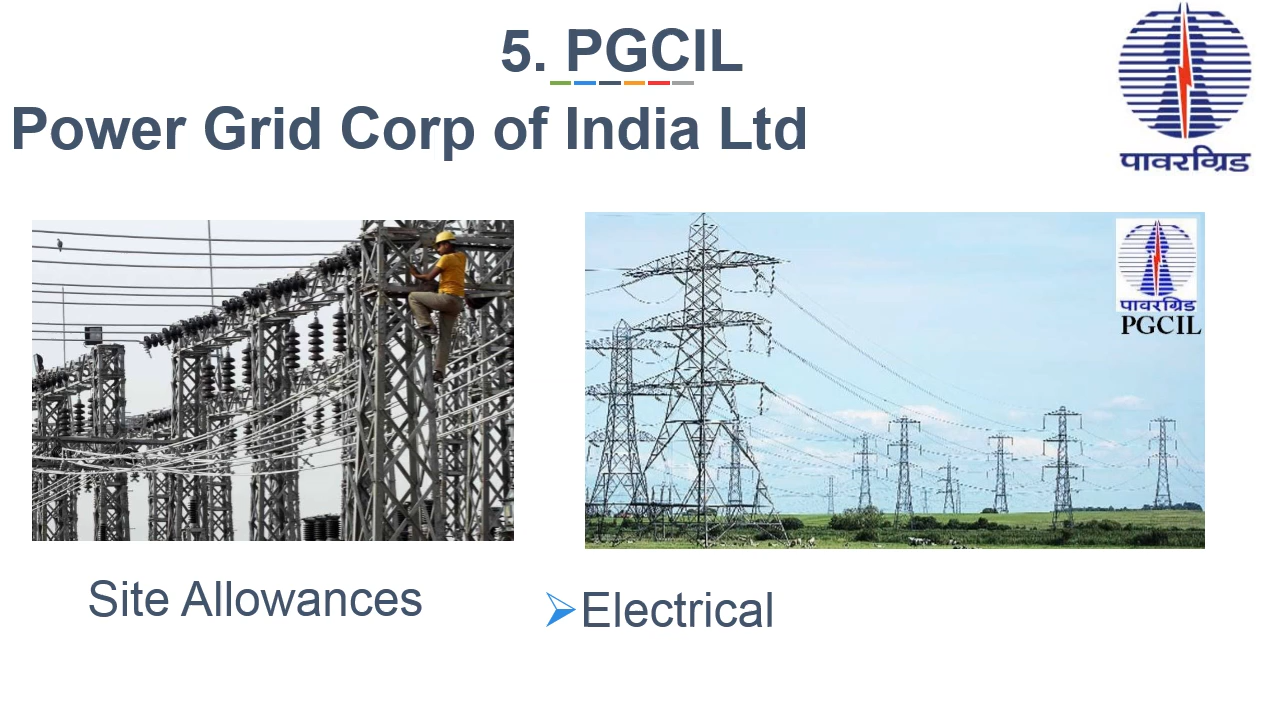 5. PGCIL
Power Grid Corp of India Ltd
पावरग्रिड
पावरग्रिड
PGCIL
Site Allowances
Electrical